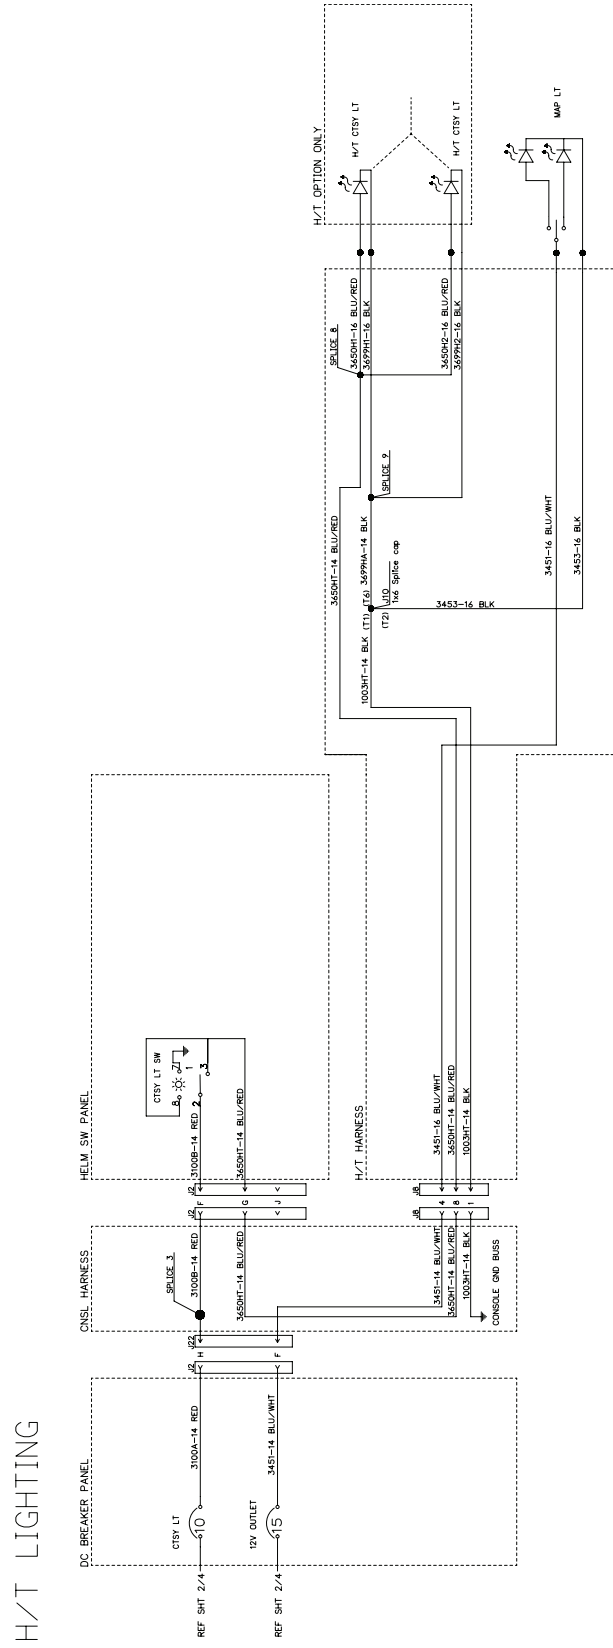 H/T LIGHTING
DC BREAKER PANEL
REF SHT 2/4
CTSY LT
10
3100A-14 RED
REF SHT 2/4
12V OUTLET
15
3451-14 BLU/WHT
J2
H
F
J22
CNSL HARNESS
SPLICE 3
3100B-14 RED
3650HT-14 BLU/RED
3451-14 BLU/WHT
3650HT-14 BLU/RED
1003HT-14 BLK
CONSOLE GND BUSS
J2
F
G
J
J2
J8
4
8
1
J8
HELM SW PANEL
3100B-14 RED
3650HT-14 BLU/RED
CTSY LT SW
8
7
2
1
3
H/T HARNESS
3451-16 BLU/WHT
3650HT-14 BLU/RED
1003HT-14 BLK
3650HT-14 BLU/RED
1003HT-14 BLK (T1)
(T6) 3699HA-14 BLK
(T2)
J10
1x6 Splice cap
3453-16 BLK
SPLICE 9
SPLICE 8
3650H1-16 BLU/RED
3699H1-16 BLK
3650H2-16 BLU/RED
3699H2-16 BLK
3451-16 BLU/WHT
3453-16 BLK
H/T OPTION ONLY
H/T CTSY LT
H/T CTSY LT
MAP LT